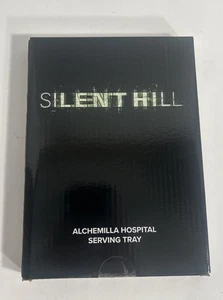 SILENT HILL
ALCHEMILLA HOSPITAL
SERVING TRAY